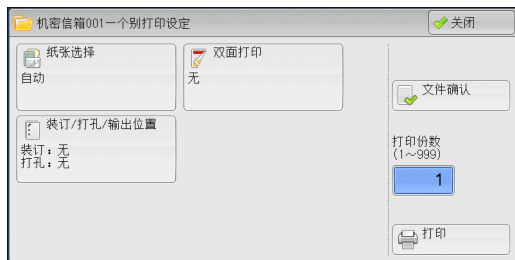 机密信箱001－个别打印设定
关闭
纸张选择
自动
双面打印
无
装订/打孔/输出位置
装订：无
打孔：无
文件确认
打印份数
(1～999)
1
打印